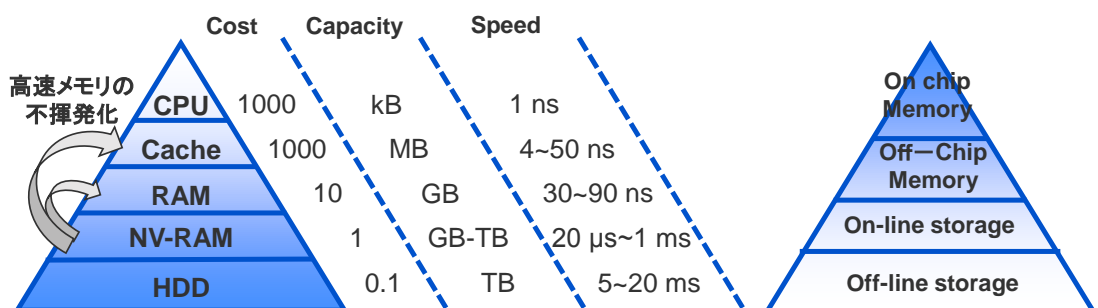 Cost Capacity Speed
高速メモリの
不揮発化
CPU 1000 kB 1 ns
Cache 1000 MB 4~50 ns
RAM 10 GB 30~90 ns
NV-RAM 1 GB-TB 20 μs~1 ms
HDD 0.1 TB 5~20 ms
On chip
Memory
Off－Chip
Memory
On-line storage
Off-line storage